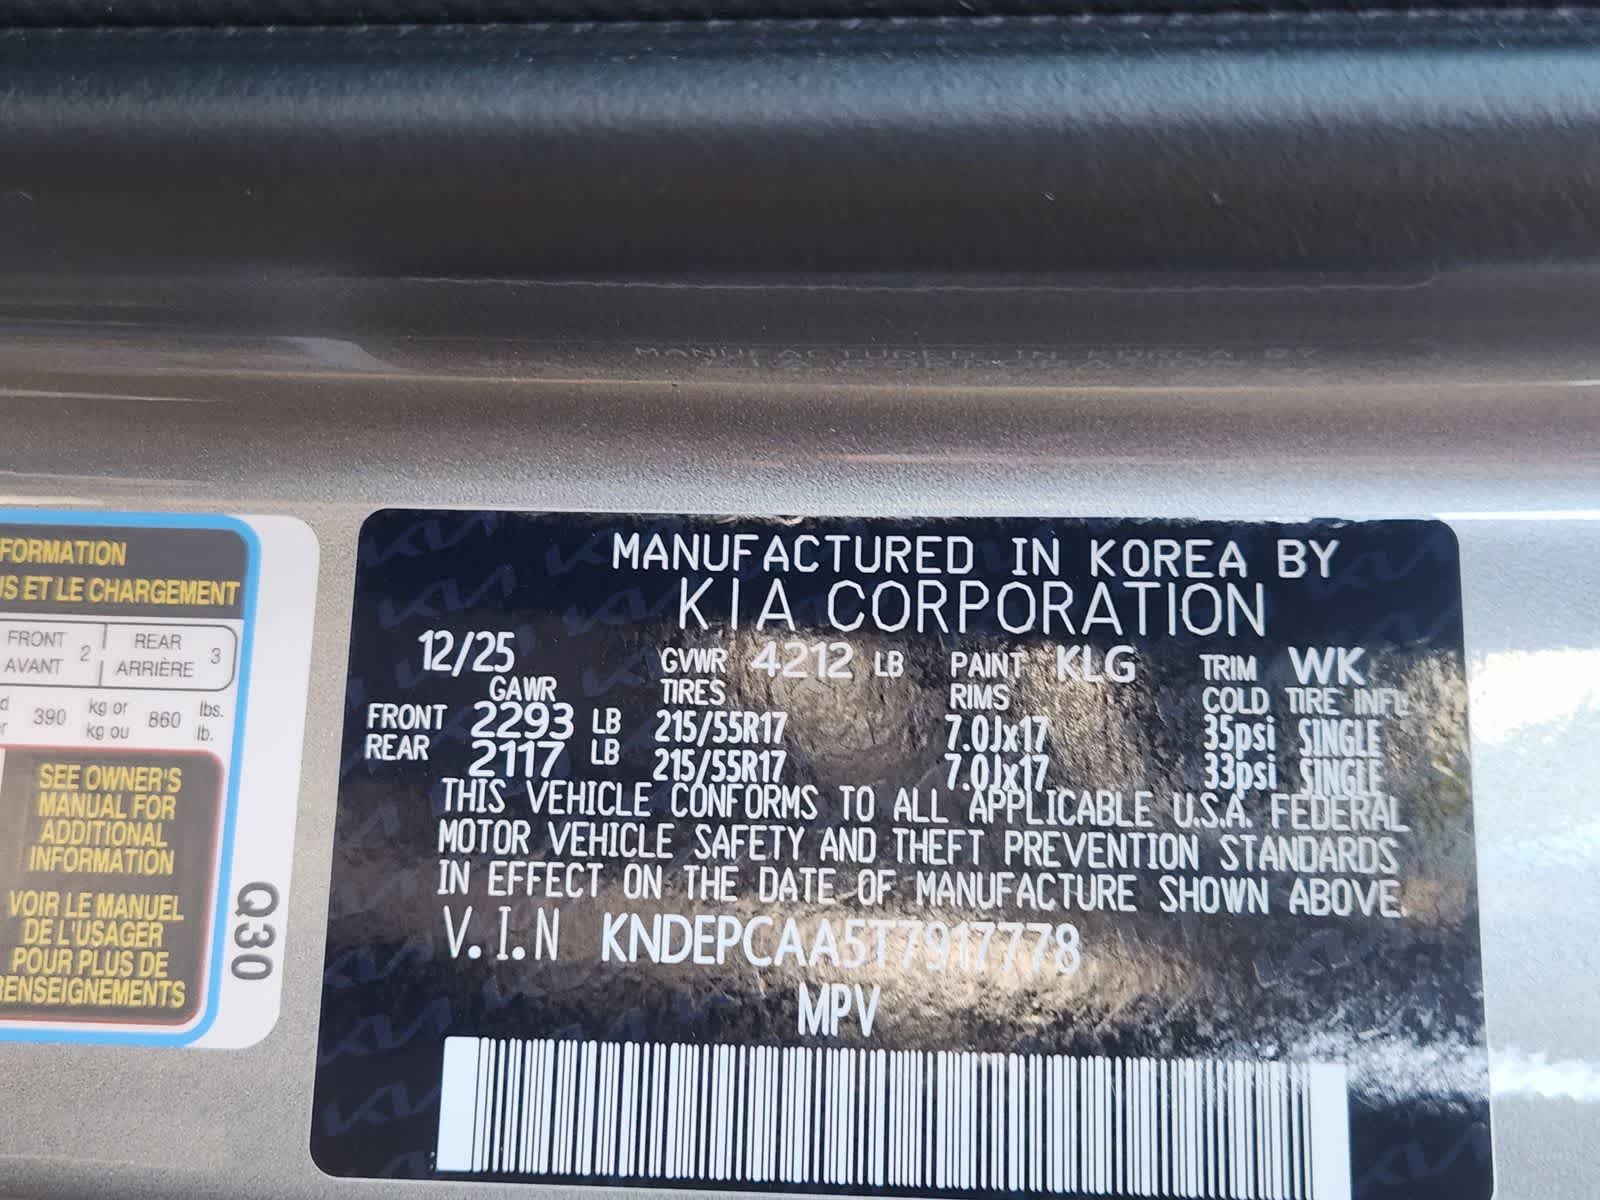 FORMATION
US ET LE CHARGEMENT
FRONT 2 REAR 3
AVANT ARRIÈRE
390 kg or 860 lbs.
kg ou lb.
SEE OWNER'S
MANUAL FOR
ADDITIONAL
INFORMATION
VOIR LE MANUEL
DE L'USAGER
POUR PLUS DE
RENSEIGNEMENTS
Q30
MANUFACTURED IN KOREA BY
KIA CORPORATION
12/25 GVWR 4212 LB PAINT KLG TRIM WK
GAWR TIRES RIMS COLD TIRE INFL
FRONT 2293 LB 215/55R17 7.0Jx17 35psi SINGLE
REAR 2117 LB 215/55R17 7.0Jx17 33psi SINGLE
THIS VEHICLE CONFORMS TO ALL APPLICABLE U.S.A. FEDERAL
MOTOR VEHICLE SAFETY AND THEFT PREVENTION STANDARDS
IN EFFECT ON THE DATE OF MANUFACTURE SHOWN ABOVE.
V.I.N KNDEPCAA5T7917778
MPV